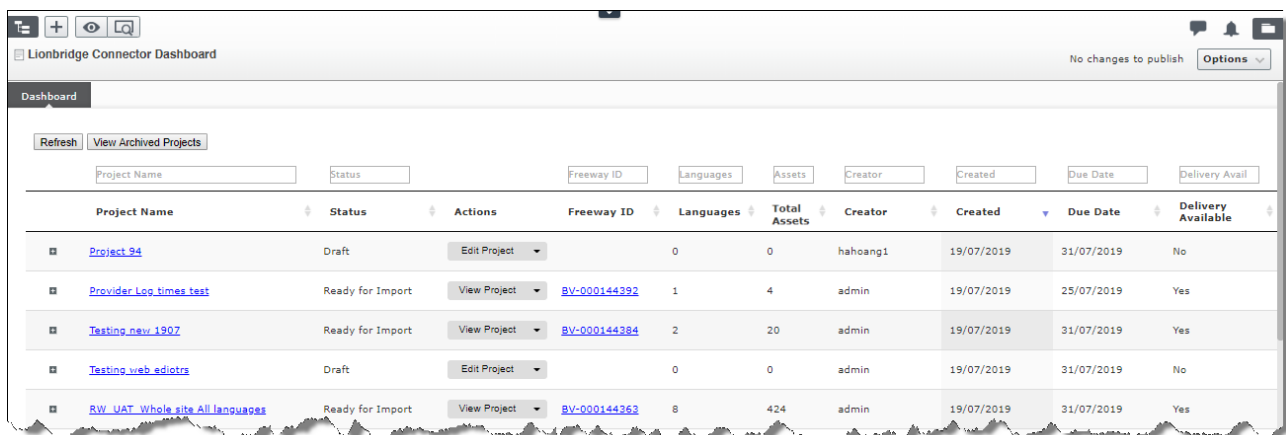 Lionbridge Connector Dashboard
No changes to publish Options
Dashboard
Refresh View Archived Projects
Project Name Status Freeway ID Languages Assets Creator Created Due Date Delivery Avail
Project Name Status Actions Freeway ID Languages Total Assets Creator Created Due Date Delivery Available
Project 94 Draft Edit Project 0 0 hahoang1 19/07/2019 31/07/2019 No
Provider Log times test Ready for Import View Project BV-000144392 1 4 admin 19/07/2019 25/07/2019 Yes
Testing new 1907 Ready for Import View Project BV-000144384 2 20 admin 19/07/2019 31/07/2019 Yes
Testing web ediotrs Draft Edit Project 0 0 admin 19/07/2019 31/07/2019 No
RW_UAT_Whole site All languages Ready for Import View Project BV-000144363 8 424 admin 19/07/2019 31/07/2019 Yes